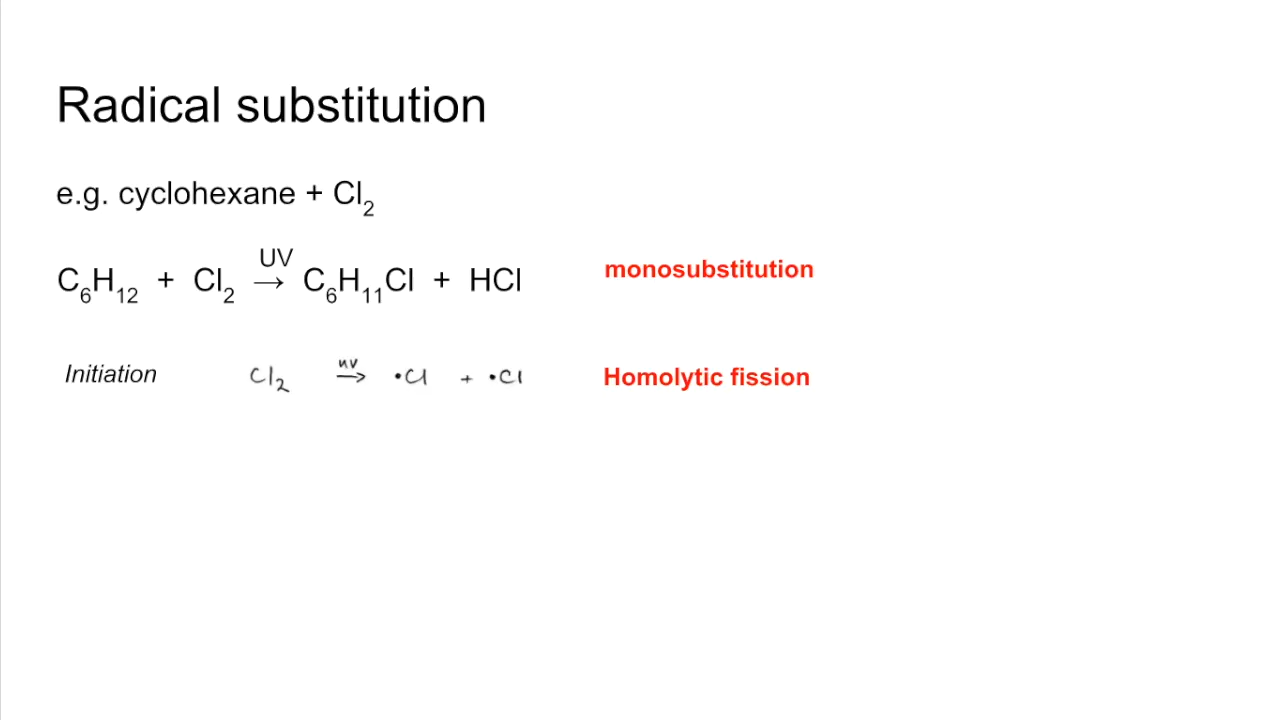 Radical substitution
e.g. cyclohexane + Cl₂
C₆H₁₂ + Cl₂ UV → C₆H₁₁Cl + HCl monosubstitution
Initiation Cl₂ uv → •Cl + •Cl Homolytic fission